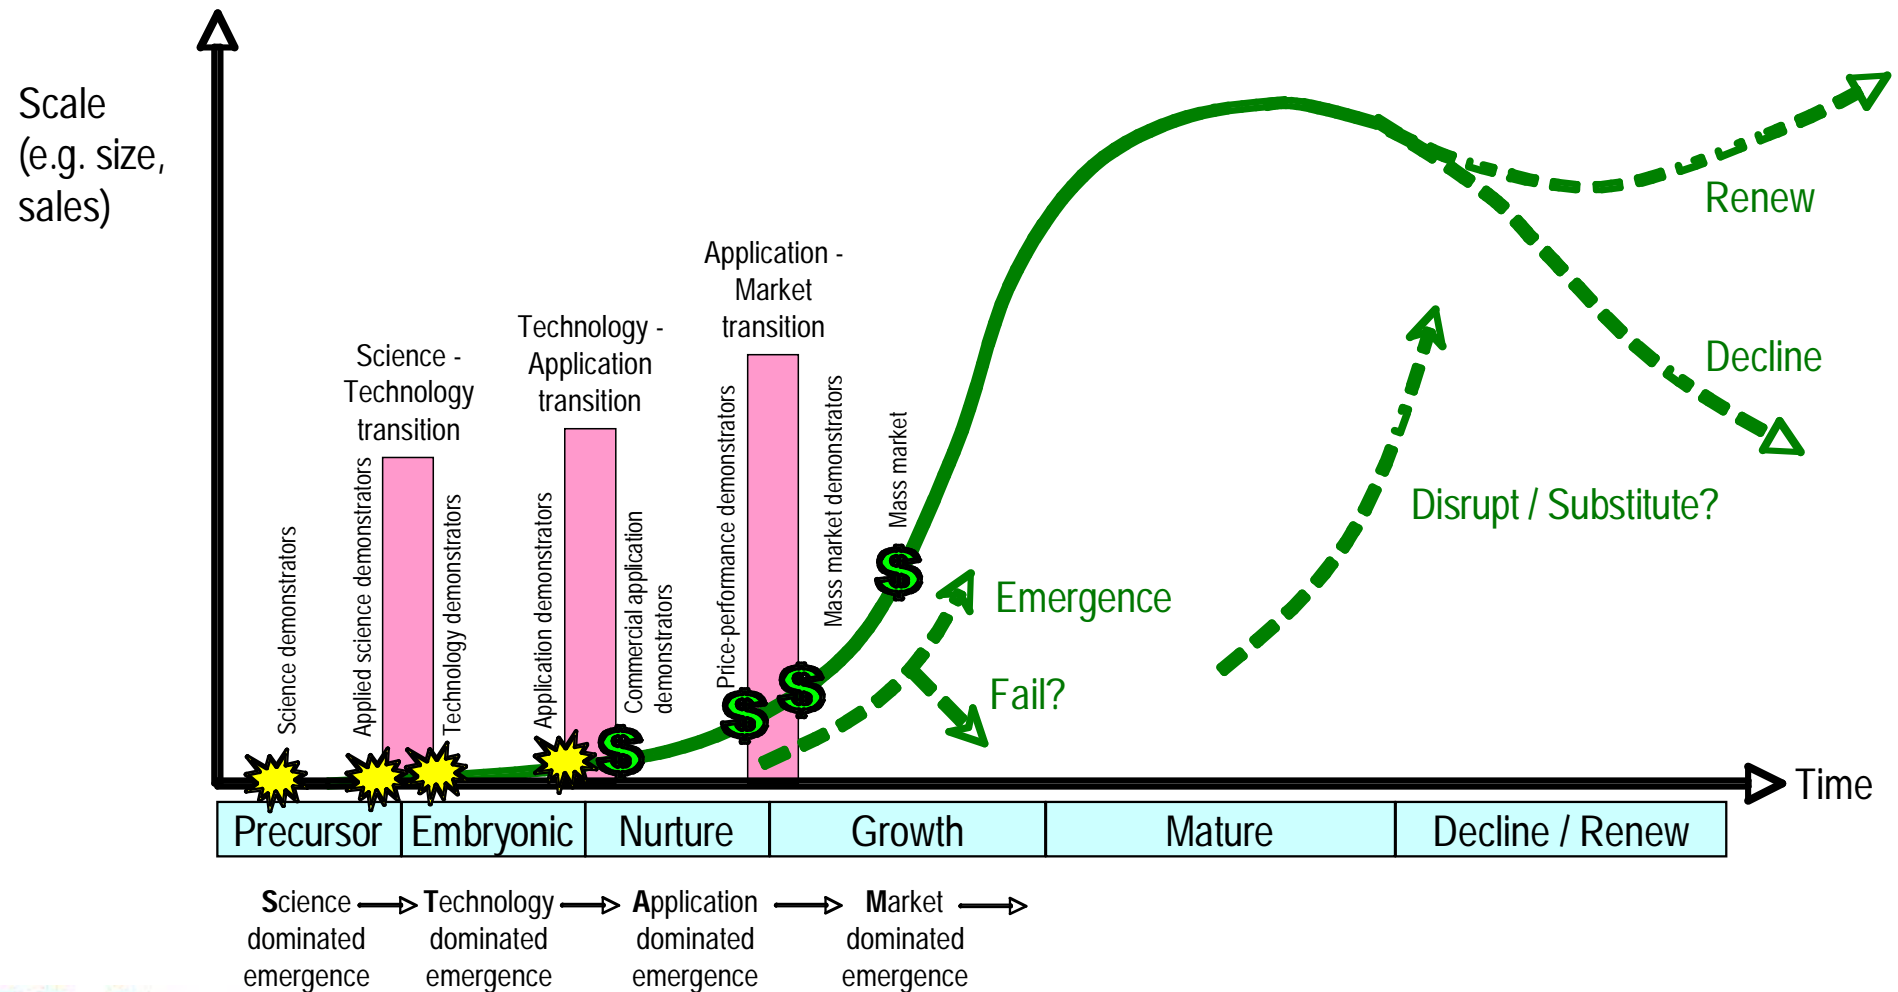 Scale
(e.g. size,
sales)
Science -
Technology
transition
Technology -
Application
transition
Application -
Market
transition
Science demonstrators
Applied science demonstrators
Technology demonstrators
Application demonstrators
Commercial application
demonstrators
Price-performance demonstrators
Mass market demonstrators
Mass market
$
$
$
$
Renew
Decline
Disrupt / Substitute?
Emergence
Fail?
Time
Precursor
Embryonic
Nurture
Growth
Mature
Decline / Renew
Science
dominated
emergence
Technology
dominated
emergence
Application
dominated
emergence
Market
dominated
emergence